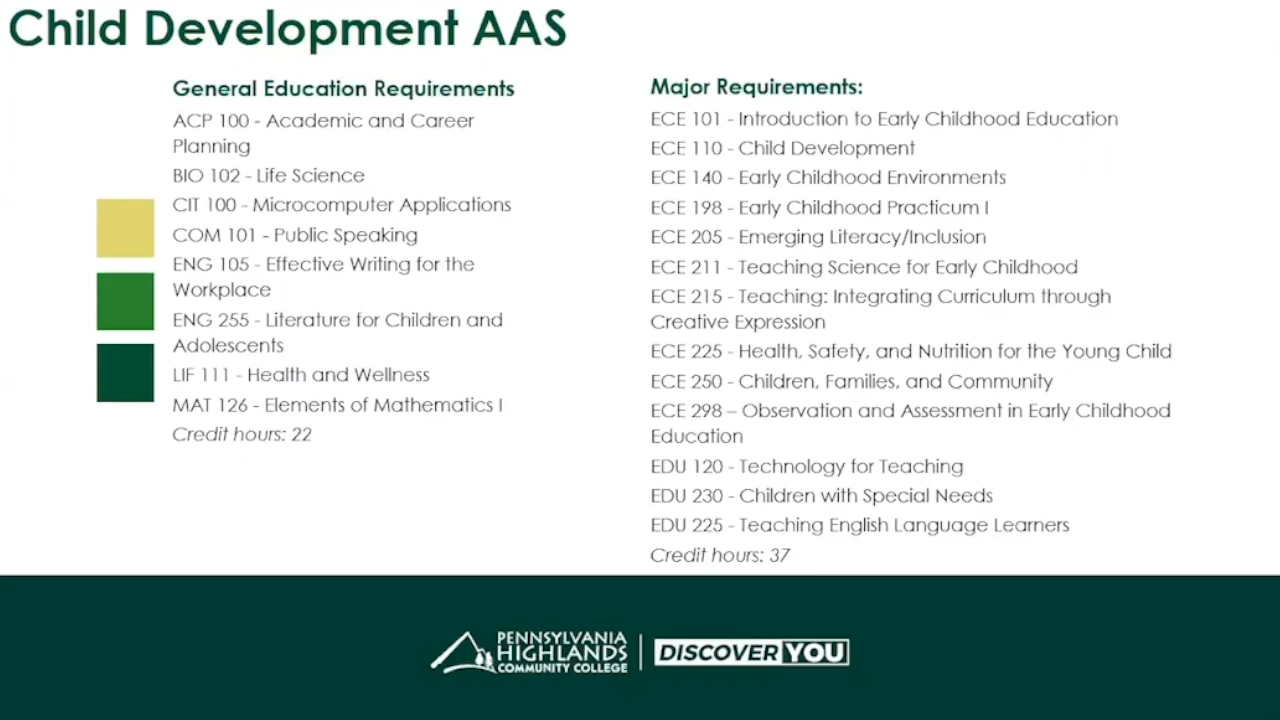 Child Development AAS
General Education Requirements
ACP 100 - Academic and Career
Planning
BIO 102 - Life Science
CIT 100 - Microcomputer Applications
COM 101 - Public Speaking
ENG 105 - Effective Writing for the
Workplace
ENG 255 - Literature for Children and
Adolescents
LIF 111 - Health and Wellness
MAT 126 - Elements of Mathematics I
Credit hours: 22
Major Requirements:
ECE 101 - Introduction to Early Childhood Education
ECE 110 - Child Development
ECE 140 - Early Childhood Environments
ECE 198 - Early Childhood Practicum I
ECE 205 - Emerging Literacy/Inclusion
ECE 211 - Teaching Science for Early Childhood
ECE 215 - Teaching: Integrating Curriculum through
Creative Expression
ECE 225 - Health, Safety, and Nutrition for the Young Child
ECE 250 - Children, Families, and Community
ECE 298 – Observation and Assessment in Early Childhood
Education
EDU 120 - Technology for Teaching
EDU 230 - Children with Special Needs
EDU 225 - Teaching English Language Learners
Credit hours: 37
PENNSYLVANIA
HIGHLANDS
COMMUNITY COLLEGE
DISCOVER YOU